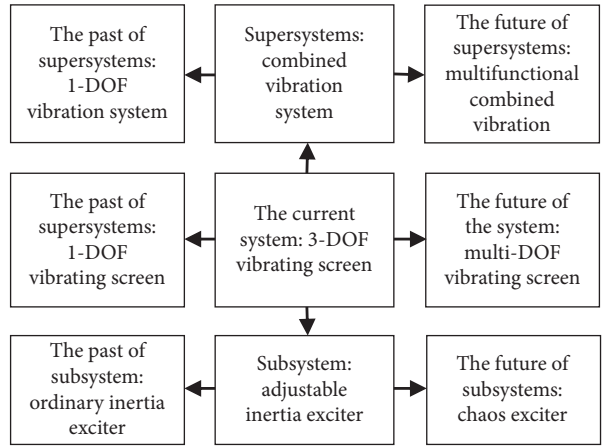 The past of
supersystems:
1-DOF
vibration system
Supersystems:
combined
vibration
system
The future of
supersystems:
multifunctional
combined
vibration
The past of
supersystems:
1-DOF
vibrating screen
The current
system: 3-DOF
vibrating screen
The future of
the system:
multi-DOF
vibrating screen
The past of
subsystem:
ordinary inertia
exciter
Subsystem:
adjustable
inertia exciter
The future of
subsystems:
chaos exciter